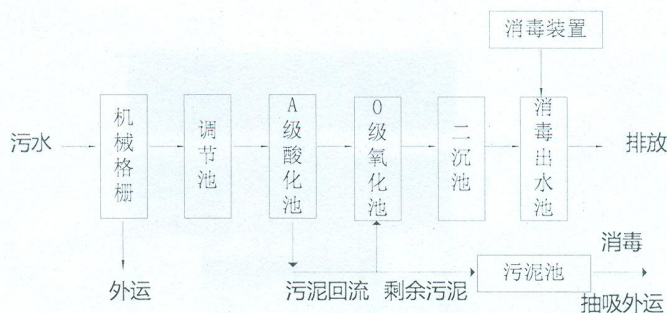 消毒装置
污水
机械格栅
调节池
A级酸化池
O级氧化池
二沉池
消毒出水池
排放
外运
污泥回流
剩余污泥
污泥池
消毒
抽吸外运